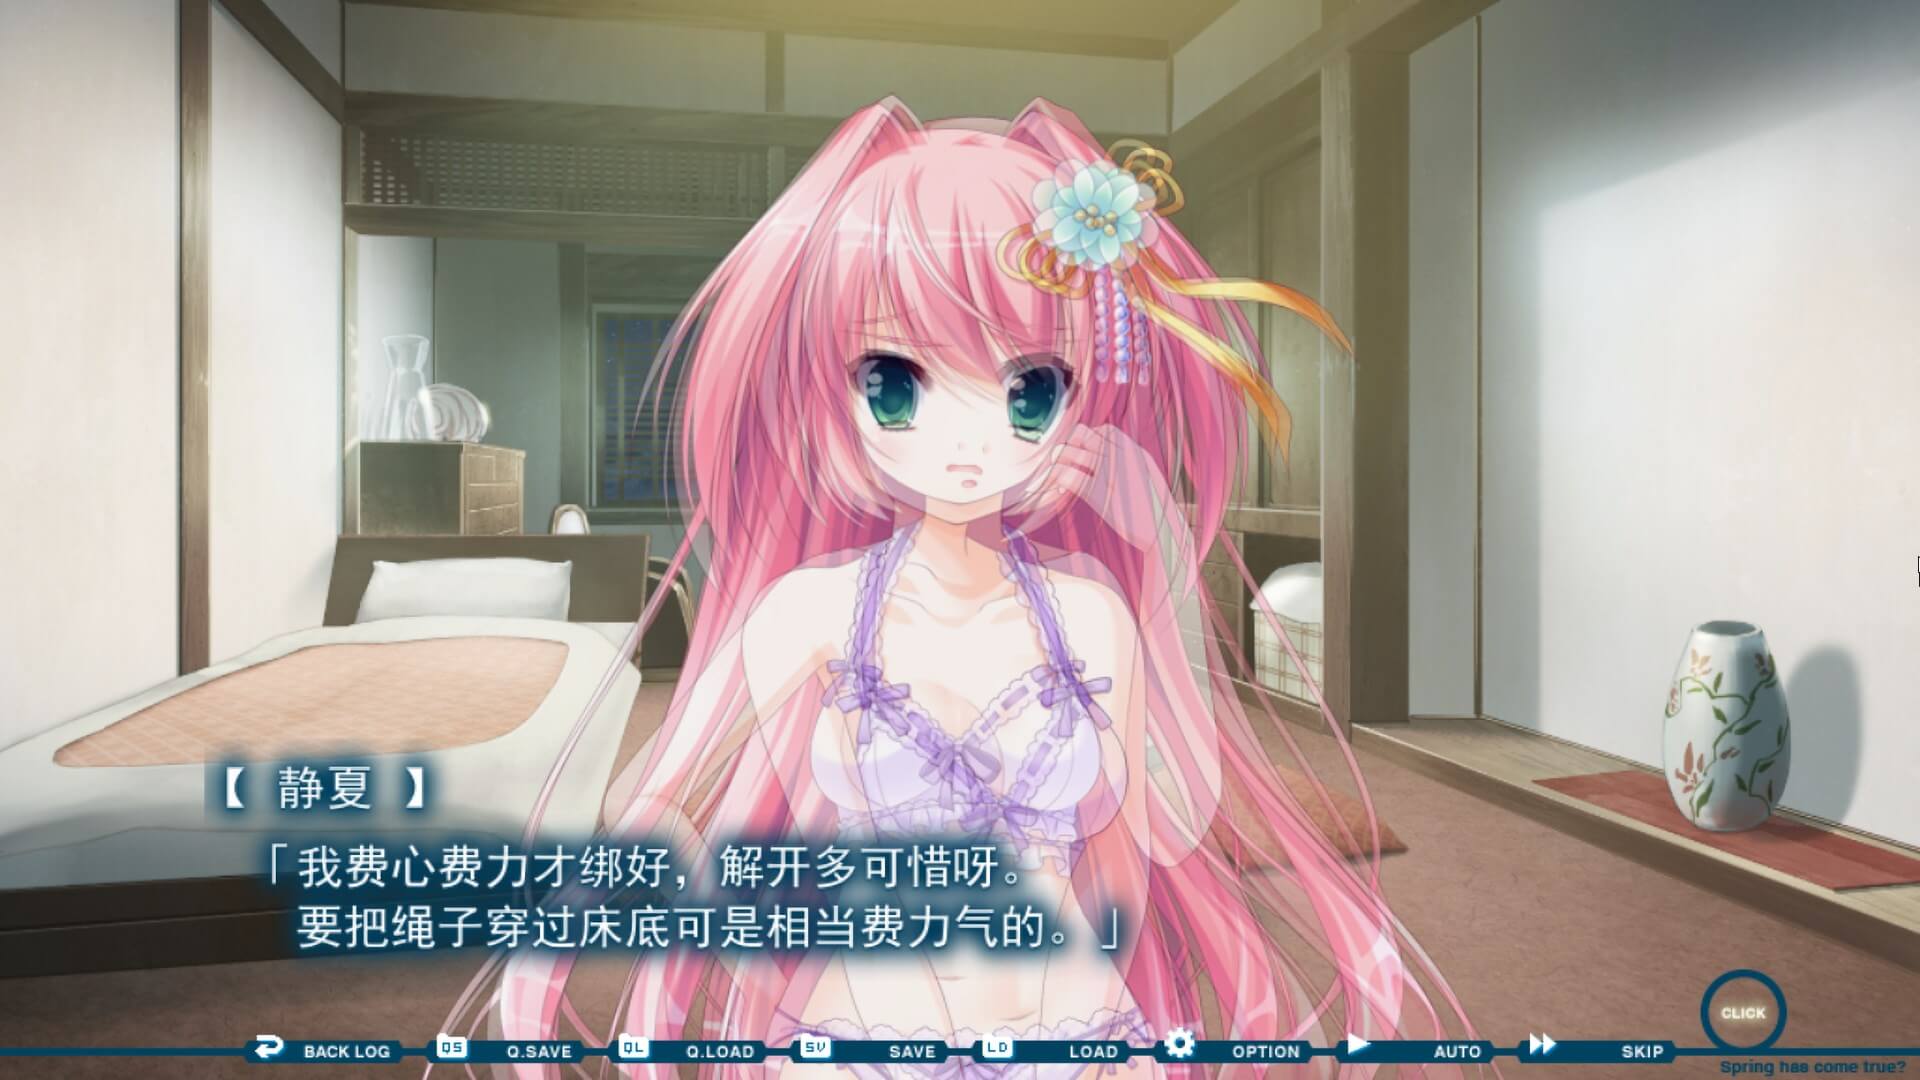 【 静夏 】
「我费心费力才绑好，解开多可惜呀。
要把绳子穿过床底可是相当费力气的。」
CLICK
BACK LOG QS Q.SAVE QL Q.LOAD SV SAVE LD LOAD OPTION AUTO SKIP
Spring has come true?